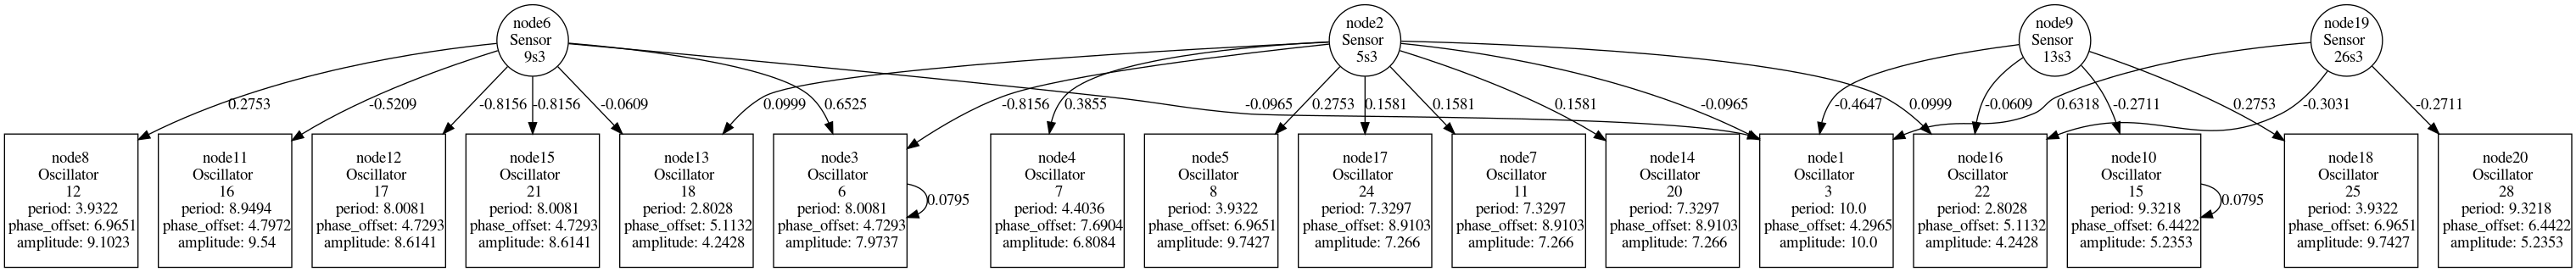 node6
Sensor
9s3
node2
Sensor
5s3
node9
Sensor
13s3
node19
Sensor
26s3
0.2753
-0.5209
-0.8156
-0.8156
-0.0609
0.6525
-0.0965
0.0999
-0.8156
0.3855
0.2753
0.1581
0.1581
0.1581
-0.0965
0.0999
-0.4647
-0.0609
-0.2711
0.2753
0.6318
-0.3031
-0.2711
node8
Oscillator
12
period: 3.9322
phase_offset: 6.9651
amplitude: 9.1023
node11
Oscillator
16
period: 8.9494
phase_offset: 4.7972
amplitude: 9.54
node12
Oscillator
17
period: 8.0081
phase_offset: 4.7293
amplitude: 8.6141
node15
Oscillator
21
period: 8.0081
phase_offset: 4.7293
amplitude: 8.6141
node13
Oscillator
18
period: 2.8028
phase_offset: 5.1132
amplitude: 4.2428
node3
Oscillator
6
period: 8.0081
phase_offset: 4.7293
amplitude: 7.9737
0.0795
node4
Oscillator
7
period: 4.4036
phase_offset: 7.6904
amplitude: 6.8084
node5
Oscillator
8
period: 3.9322
phase_offset: 6.9651
amplitude: 9.7427
node17
Oscillator
24
period: 7.3297
phase_offset: 8.9103
amplitude: 7.266
node7
Oscillator
11
period: 7.3297
phase_offset: 8.9103
amplitude: 7.266
node14
Oscillator
20
period: 7.3297
phase_offset: 8.9103
amplitude: 7.266
node1
Oscillator
3
period: 10.0
phase_offset: 4.2965
amplitude: 10.0
node16
Oscillator
22
period: 2.8028
phase_offset: 5.1132
amplitude: 4.2428
node10
Oscillator
15
period: 9.3218
phase_offset: 6.4422
amplitude: 5.2353
0.0795
node18
Oscillator
25
period: 3.9322
phase_offset: 6.9651
amplitude: 9.7427
node20
Oscillator
28
period: 9.3218
phase_offset: 6.4422
amplitude: 5.2353